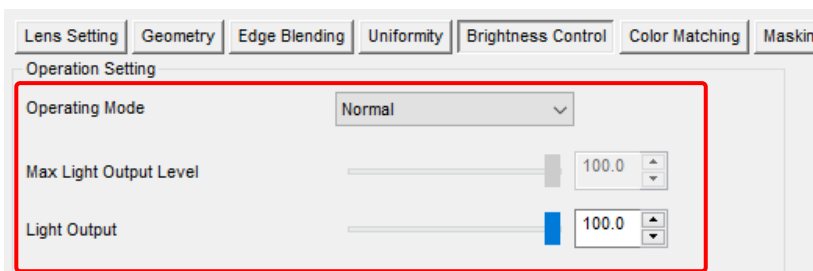 Lens Setting Geometry Edge Blending Uniformity Brightness Control Color Matching Maskin
Operation Setting
Operating Mode Normal
Max Light Output Level 100.0
Light Output 100.0